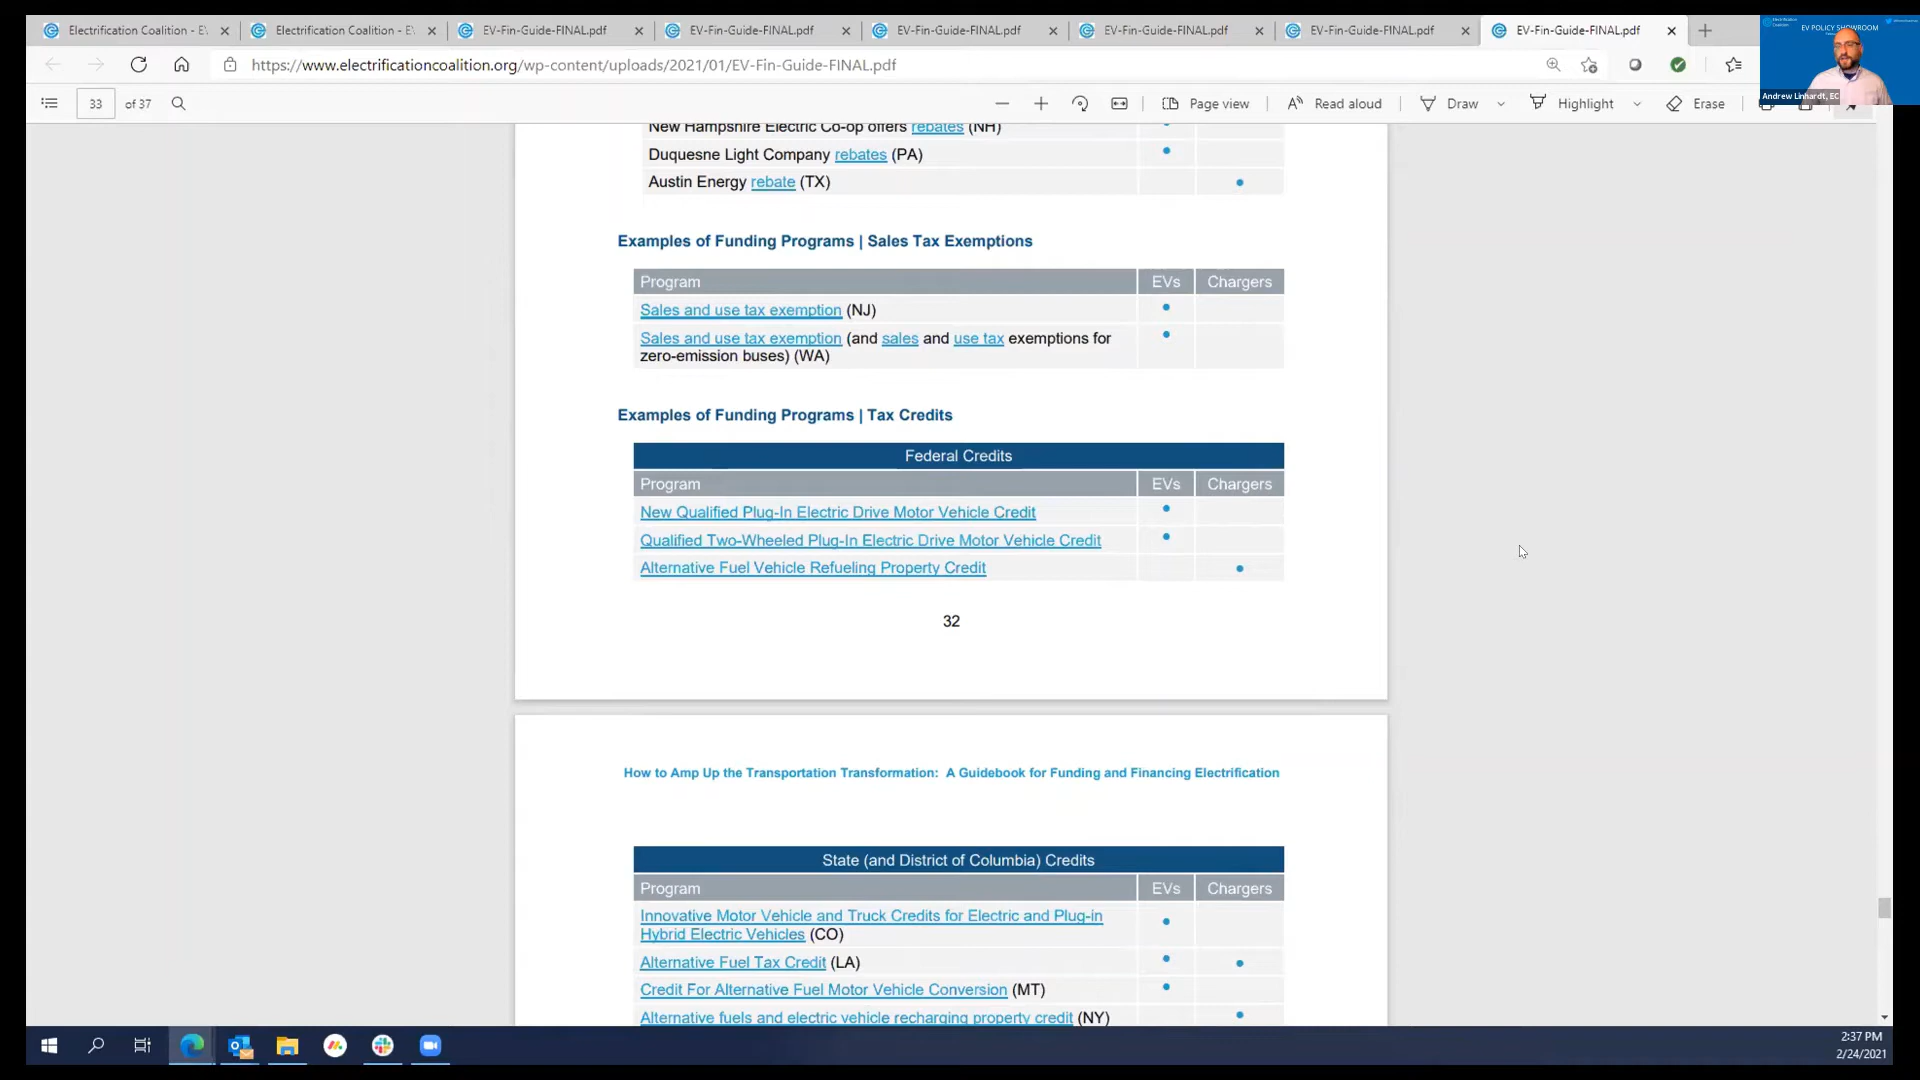 Electrification Coalition - E\
Electrification Coalition - E\
EV-Fin-Guide-FINAL.pdf
EV-Fin-Guide-FINAL.pdf
EV-Fin-Guide-FINAL.pdf
EV-Fin-Guide-FINAL.pdf
EV-Fin-Guide-FINAL.pdf
EV-Fin-Guide-FINAL.pdf
EV POLICY SHOWROOM
Andrew Linhardt, EC
https://www.electrificationcoalition.org/wp-content/uploads/2021/01/EV-Fin-Guide-FINAL.pdf
33 of 37
Page view
Read aloud
Draw
Highlight
Erase
New Hampshire Electric Co-op offers rebates (NH)
Duquesne Light Company rebates (PA)
Austin Energy rebate (TX)
Examples of Funding Programs | Sales Tax Exemptions
Program EVs Chargers
Sales and use tax exemption (NJ)
Sales and use tax exemption (and sales and use tax exemptions for
zero-emission buses) (WA)
Examples of Funding Programs | Tax Credits
Federal Credits
Program EVs Chargers
New Qualified Plug-In Electric Drive Motor Vehicle Credit
Qualified Two-Wheeled Plug-In Electric Drive Motor Vehicle Credit
Alternative Fuel Vehicle Refueling Property Credit
32
How to Amp Up the Transportation Transformation: A Guidebook for Funding and Financing Electrification
State (and District of Columbia) Credits
Program EVs Chargers
Innovative Motor Vehicle and Truck Credits for Electric and Plug-in
Hybrid Electric Vehicles (CO)
Alternative Fuel Tax Credit (LA)
Credit For Alternative Fuel Motor Vehicle Conversion (MT)
Alternative fuels and electric vehicle recharging property credit (NY)
2:37 PM
2/24/2021